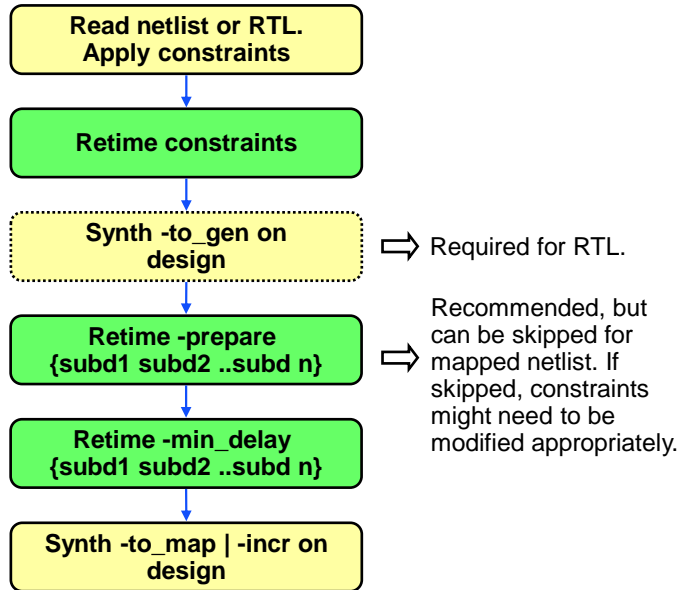 Read netlist or RTL.
Apply constraints
Retime constraints
Synth -to_gen on
design
Required for RTL.
Retime -prepare
{subd1 subd2 ..subd n}
Recommended, but
can be skipped for
mapped netlist. If
skipped, constraints
might need to be
modified appropriately.
Retime -min_delay
{subd1 subd2 ..subd n}
Synth -to_map | -incr on
design